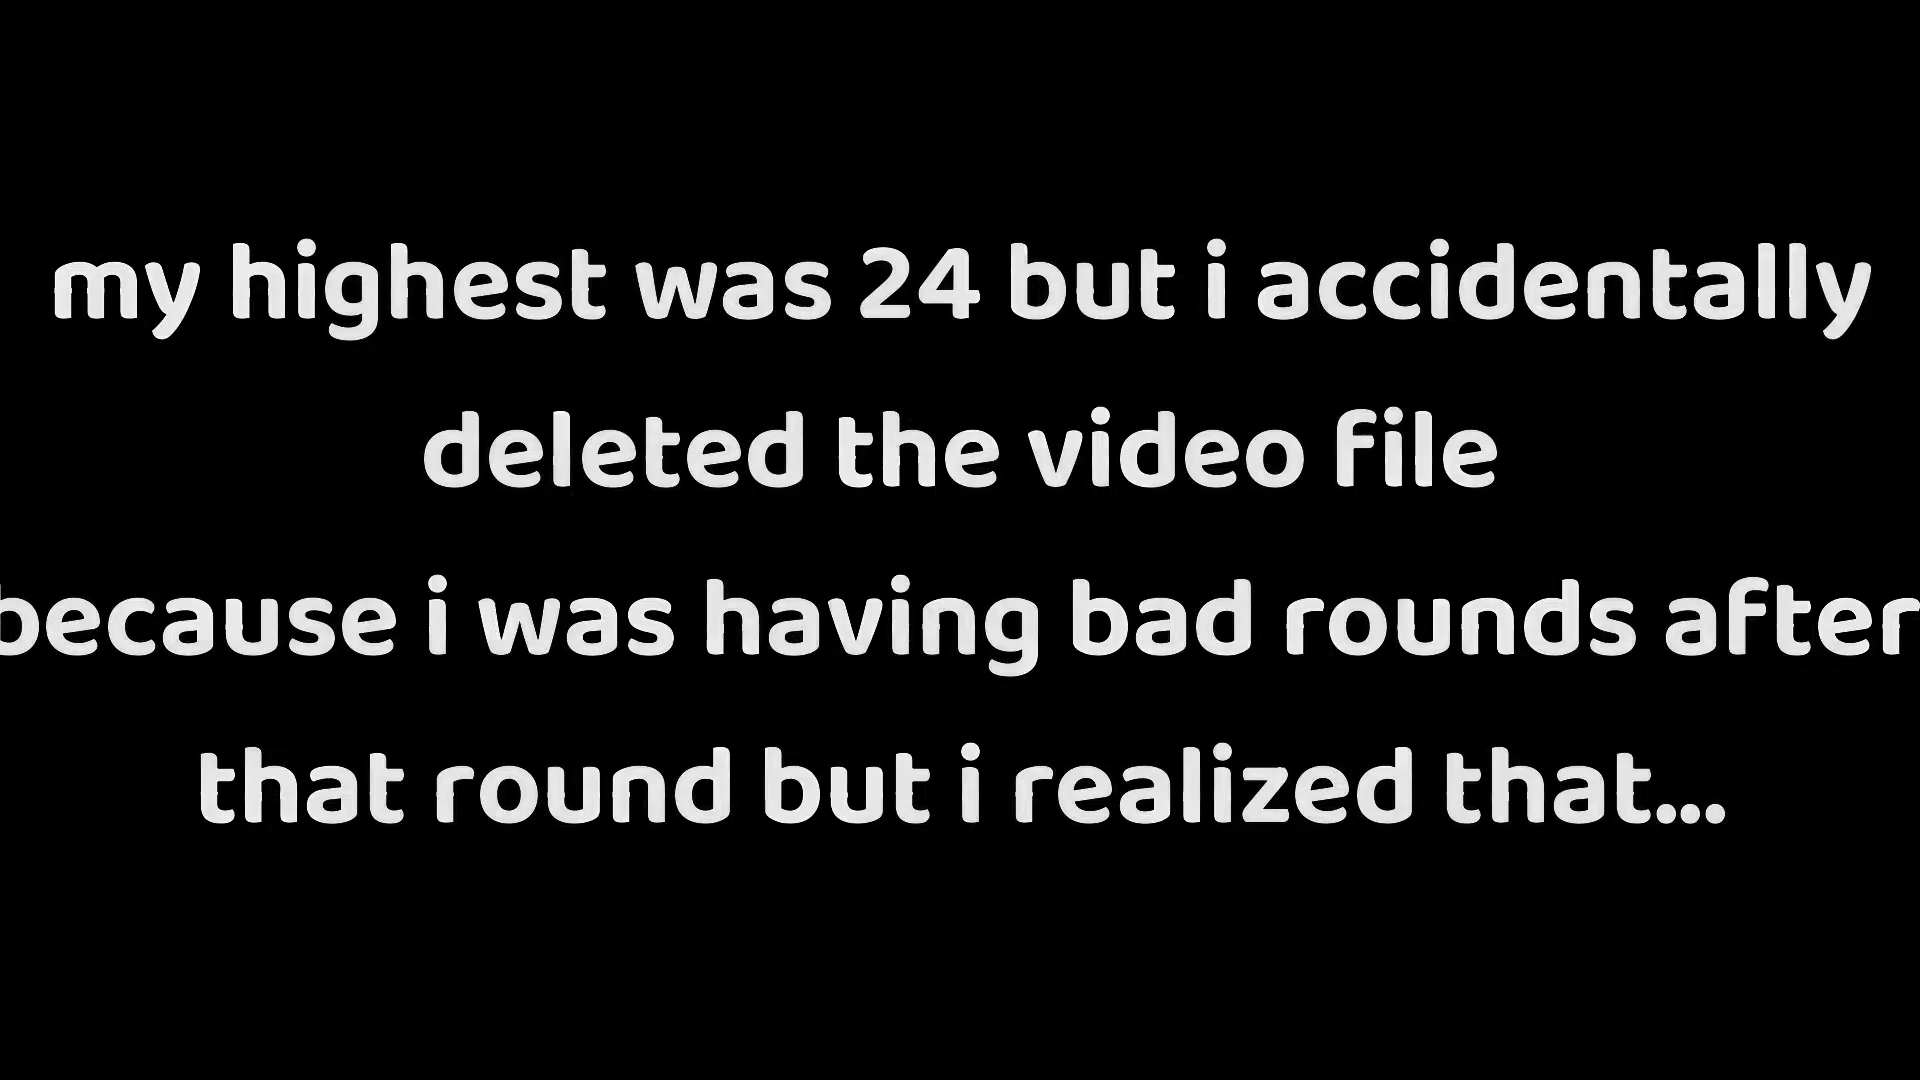 my highest was 24 but i accidentally
deleted the video file
because i was having bad rounds after
that round but i realized that...